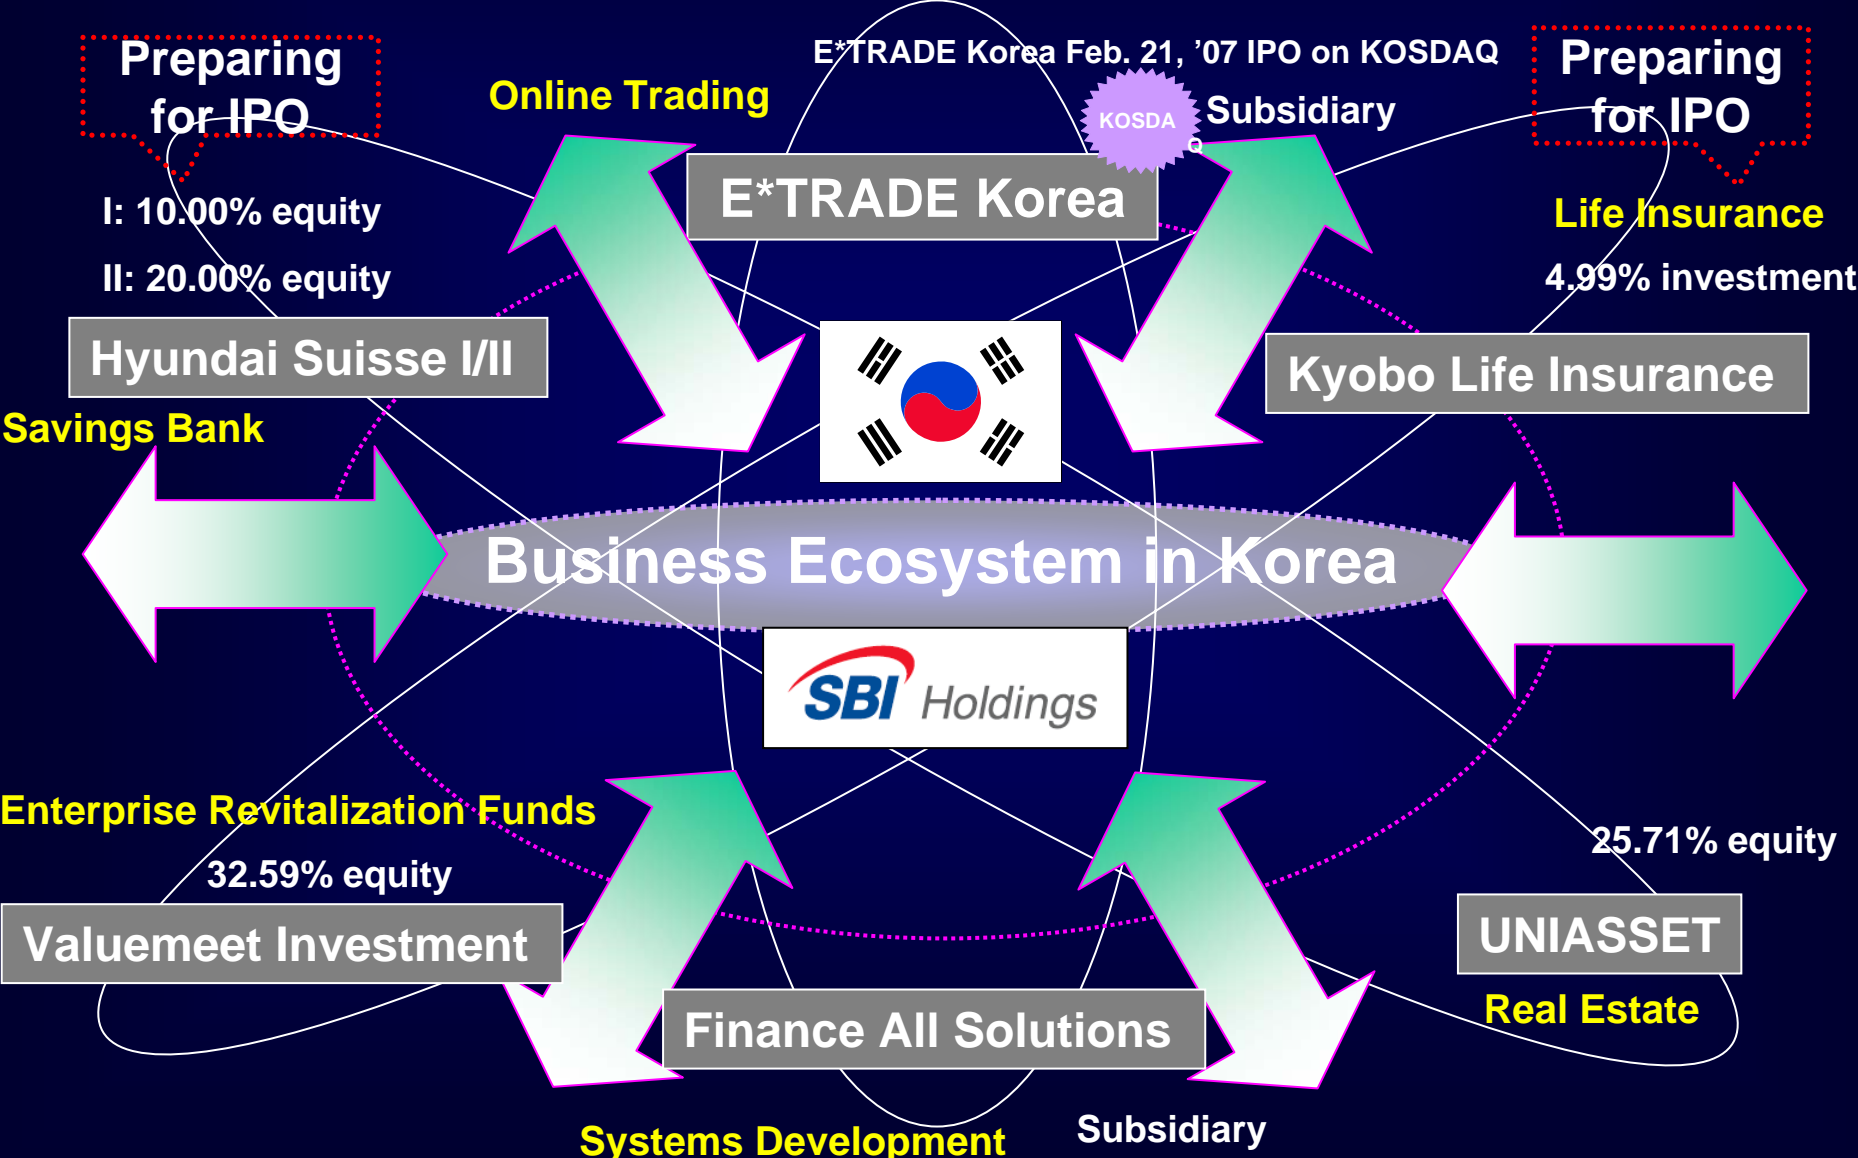 E*TRADE Korea Feb. 21, ’07 IPO on KOSDAQ
Preparing
for IPO
Online Trading
KOSDA
Q
Subsidiary
Preparing
for IPO
E*TRADE Korea
I: 10.00% equity
II: 20.00% equity
Hyundai Suisse I/II
Savings Bank
Life Insurance
4.99% investment
Kyobo Life Insurance
Business Ecosystem in Korea
SBI Holdings
Enterprise Revitalization Funds
32.59% equity
Valuemeet Investment
25.71% equity
UNIASSET
Real Estate
Finance All Solutions
Systems Development
Subsidiary